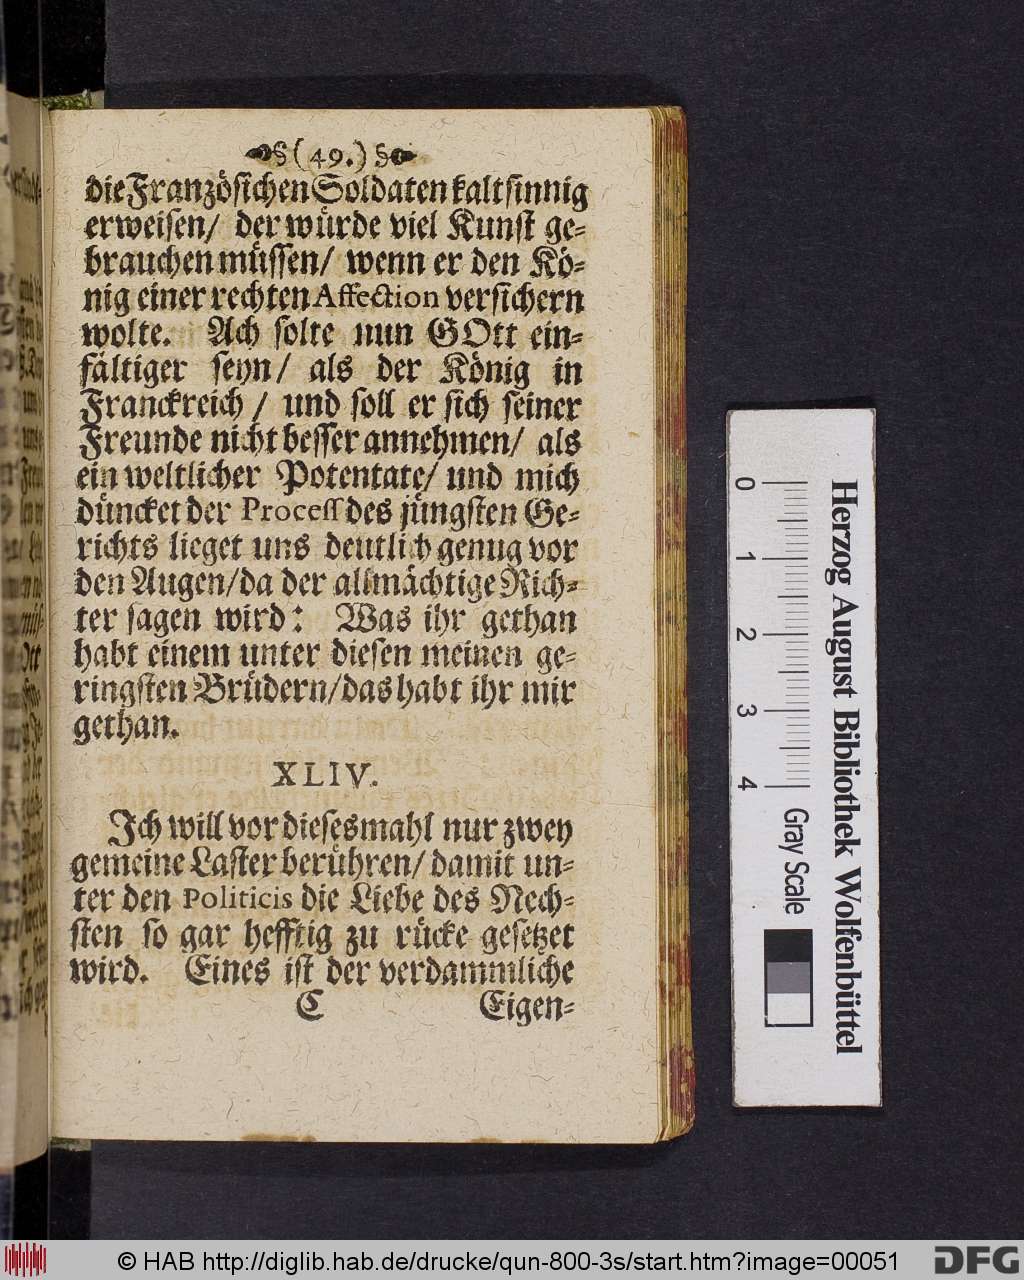 §(49.)§
die Französichen Soldaten kaltsinnig
erweisen/ der würde viel Kunst ge-
brauchen müssen/ wenn er den Kö-
nig einer rechten Affection versichern
wolte. Ach solte nun GOtt ein-
fältiger seyn/ als der König in
Franckreich/ und soll er sich seiner
Freunde nicht besser annehmen/ als
ein weltlicher Potentate/ und mich
düncket der Process des jüngsten Ge-
richts lieget uns deutlich genug vor
den Augen/ da der allmächtige Rich-
ter sagen wird: Was ihr gethan
habt einem unter diesen meinen ge-
ringsten Brüdern/ das habt ihr mir
gethan.
XLIV.
Ich will vor diesesmahl nur zwey
gemeine Laster berühren/ damit un-
ter den Politicis die Liebe des Nech-
sten so gar hefftig zu rücke gesetzet
wird. Eines ist der verdammliche
C Eigen-
0 1 2 3 4 Gray Scale
Herzog August Bibliothek Wolfenbüttel
© HAB http://diglib.hab.de/drucke/qun-800-3s/start.htm?image=00051
DFG